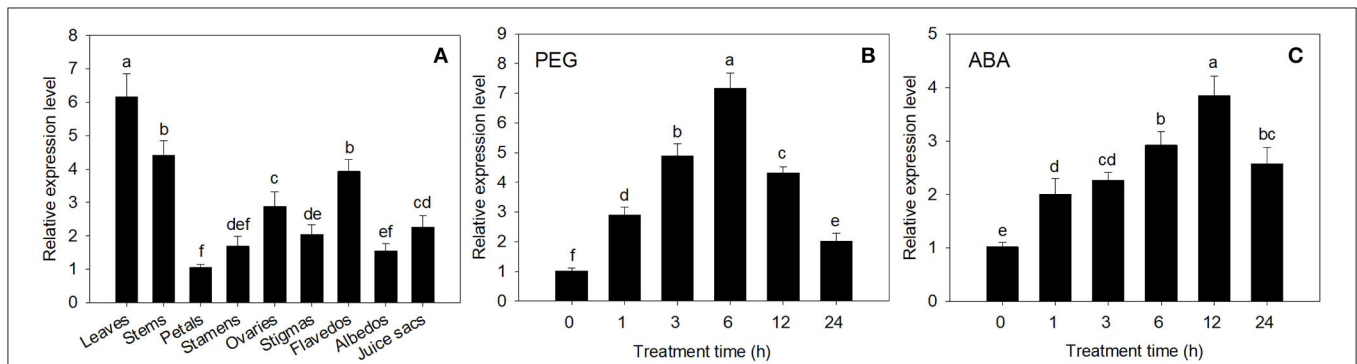 A
Relative expression level
8
7
6
5
4
3
2
1
0
a
b
f
def
c
de
b
ef
cd
Leaves
Stems
Petals
Stamens
Ovaries
Stigmas
Flavedos
Albedos
Juice sacs
PEG
B
Relative expression level
9
8
7
6
5
4
3
2
1
0
f
d
b
a
c
e
0 1 3 6 12 24
Treatment time (h)
ABA
C
Relative expression level
5
4
3
2
1
0
e
d
cd
b
a
bc
0 1 3 6 12 24
Treatment time (h)